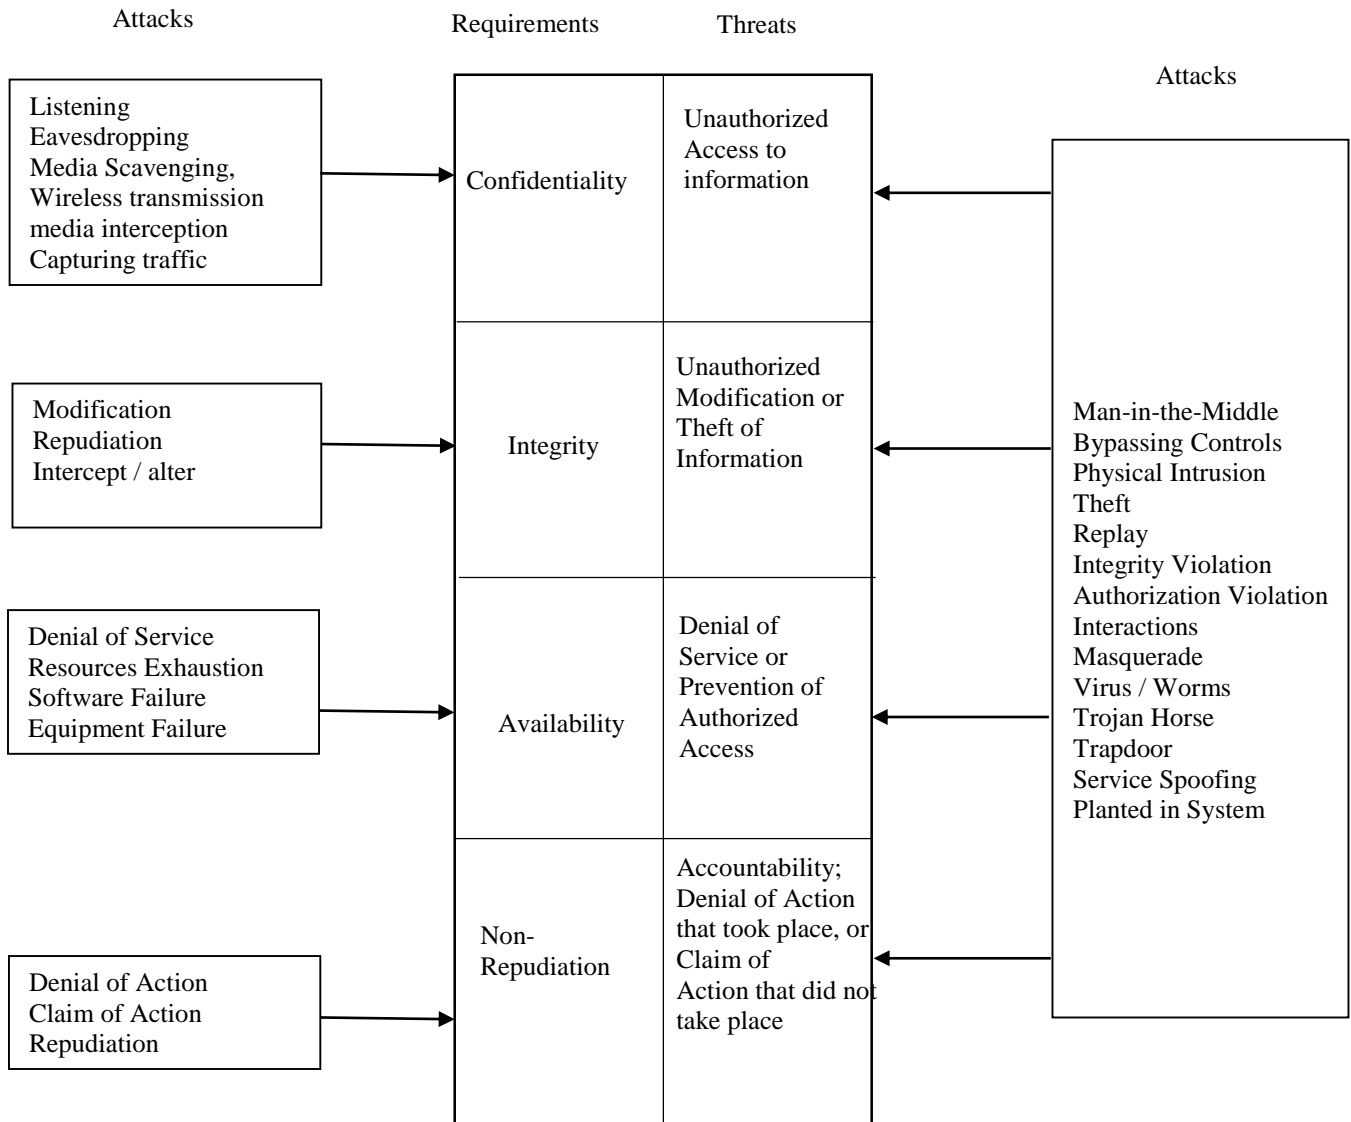 Attacks
Requirements
Threats
Attacks
Listening
Eavesdropping
Media Scavenging,
Wireless transmission
media interception
Capturing traffic
Confidentiality
Unauthorized
Access to
information
Modification
Repudiation
Intercept / alter
Integrity
Unauthorized
Modification or
Theft of
Information
Denial of Service
Resources Exhaustion
Software Failure
Equipment Failure
Availability
Denial of
Service or
Prevention of
Authorized
Access
Denial of Action
Claim of Action
Repudiation
Non-
Repudiation
Accountability;
Denial of Action
that took place, or
Claim of
Action that did not
take place
Man-in-the-Middle
Bypassing Controls
Physical Intrusion
Theft
Replay
Integrity Violation
Authorization Violation
Interactions
Masquerade
Virus / Worms
Trojan Horse
Trapdoor
Service Spoofing
Planted in System